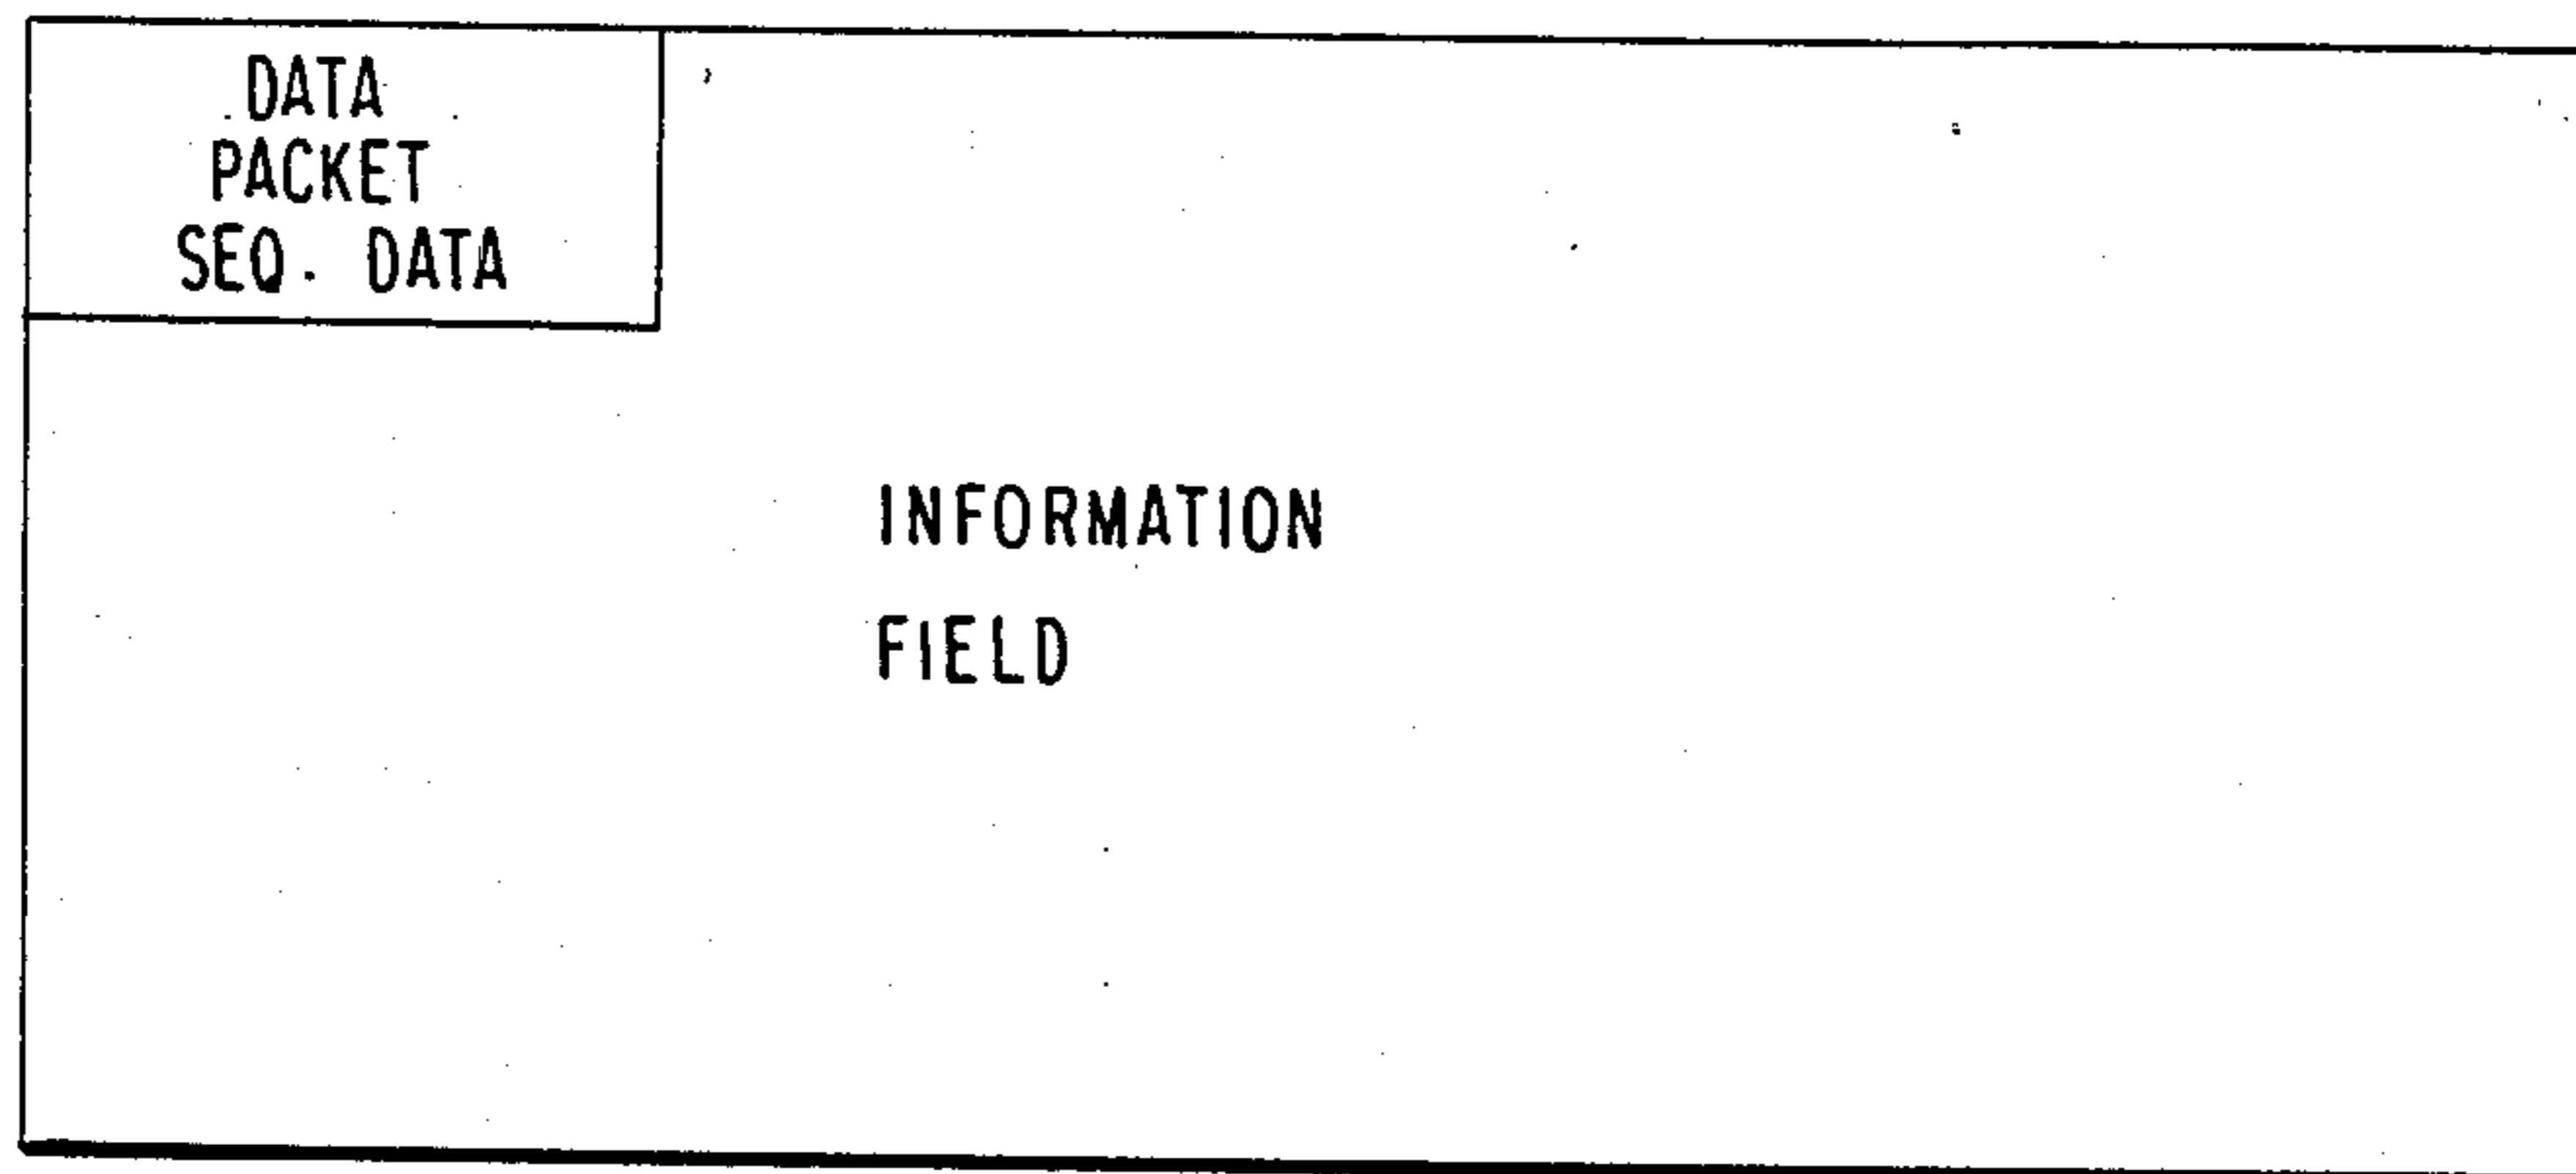 DATA
PACKET
SEQ. DATA
INFORMATION
FIELD